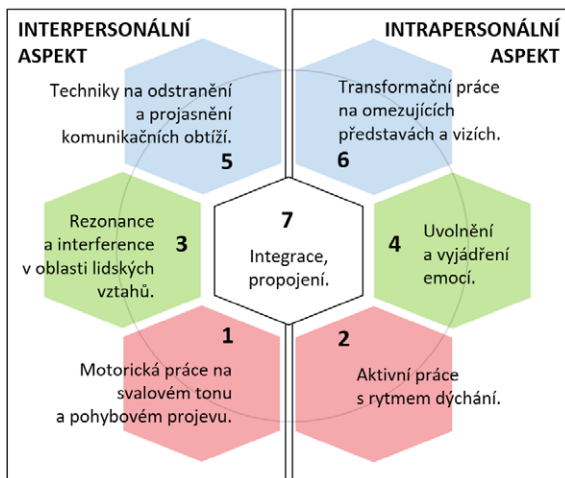 INTERPERSONÁLNÍ
ASPEKT
INTRAPERSONÁLNÍ
ASPEKT
Techniky na odstranění
a projasnění
komunikačních obtíží.
5
Transformační práce
na omezujících
představách a vizích.
6
Rezonance
a interference
v oblasti lidských
vztahů.
3
7
Integrace,
propojení.
4
Uvolnění
a vyjádření
emocí.
1
Motorická práce na
svalovém tonu
a pohybovém projevu.
2
Aktivní práce
s rytmem dýchání.